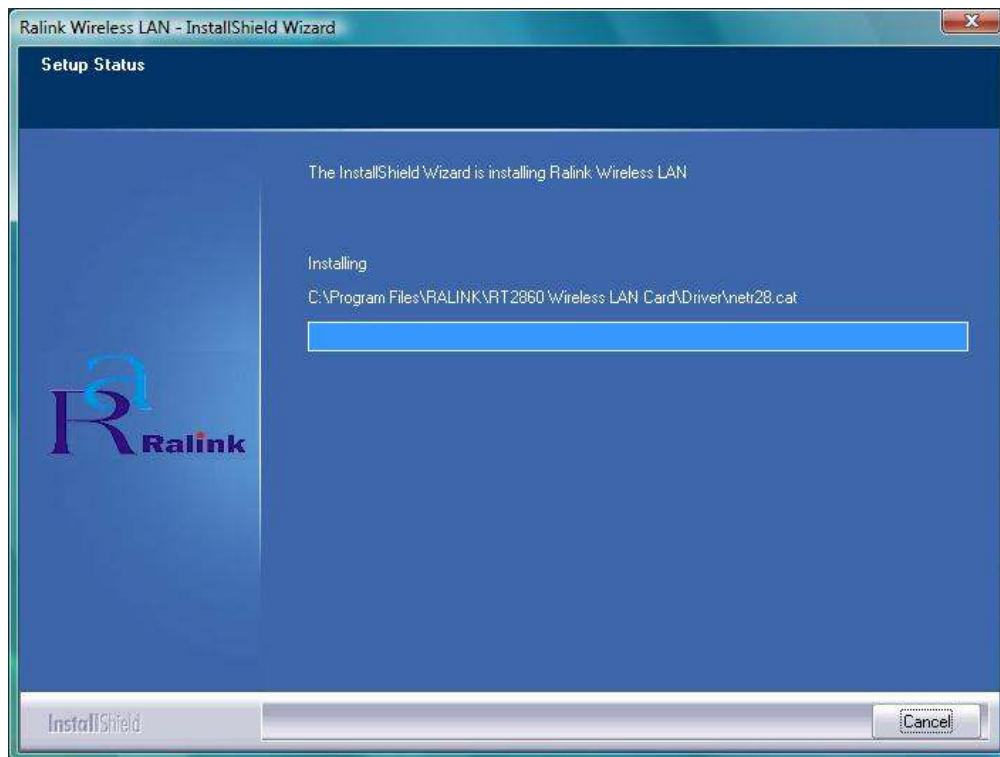 Ralink Wireless LAN - InstallShield Wizard
Setup Status
The InstallShield Wizard is installing Ralink Wireless LAN
Installing
C:\Program Files\RALINK\RT2860 Wireless LAN Card\Driver\netr28.cat
Ra Ralink
InstallShield
Cancel